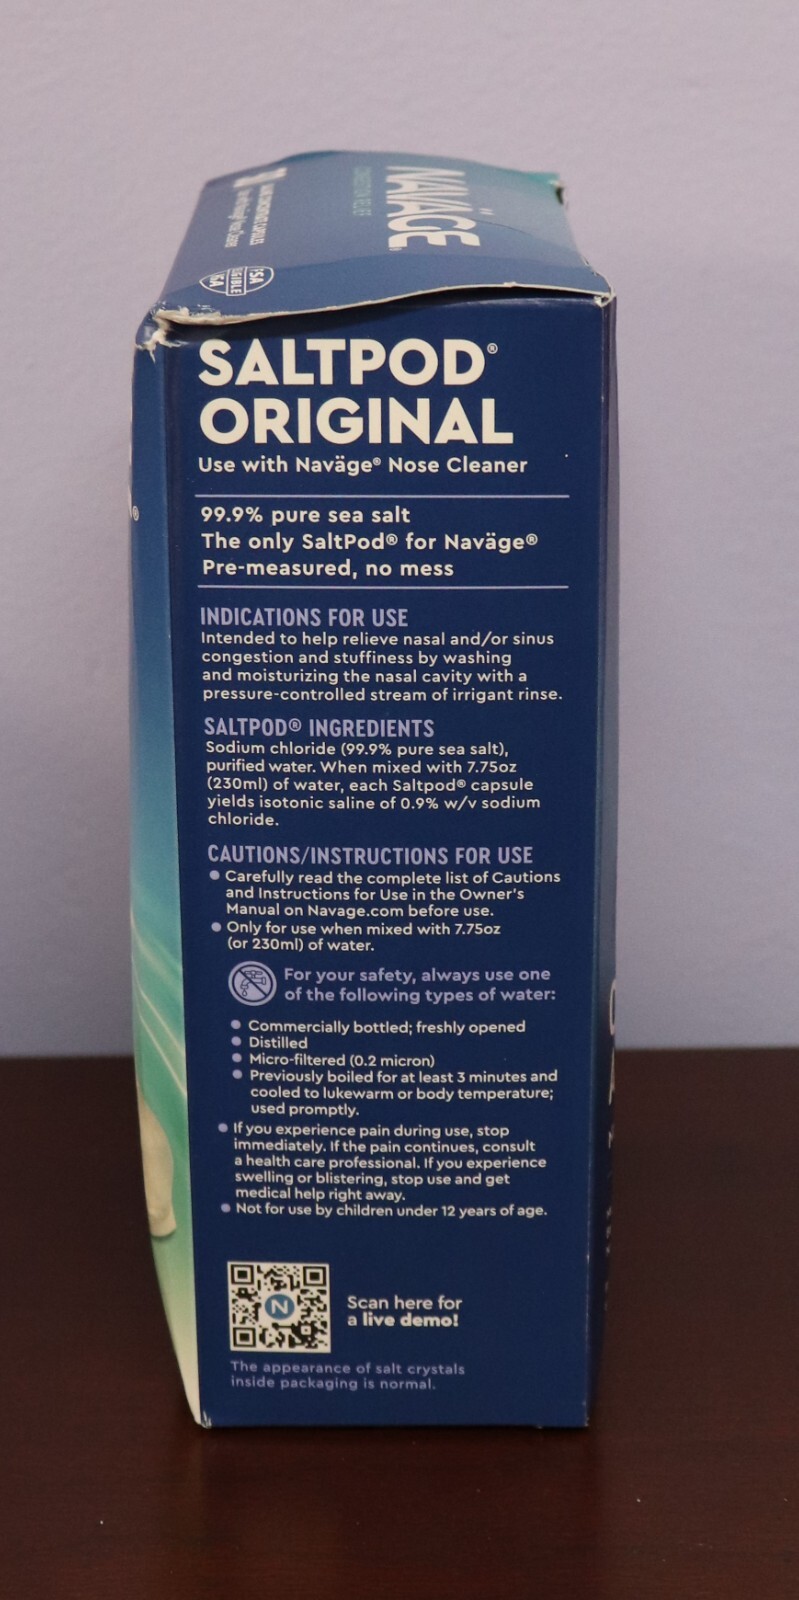 NAVÄGE®
CONGESTION RELIEF
FSA
ELIGIBLE
HSA
SALTPOD®
ORIGINAL
Use with Naväge® Nose Cleaner
99.9% pure sea salt
The only SaltPod® for Naväge®
Pre-measured, no mess
INDICATIONS FOR USE
Intended to help relieve nasal and/or sinus
congestion and stuffiness by washing
and moisturizing the nasal cavity with a
pressure-controlled stream of irrigant rinse.
SALTPOD® INGREDIENTS
Sodium chloride (99.9% pure sea salt),
purified water. When mixed with 7.75oz
(230ml) of water, each Saltpod® capsule
yields isotonic saline of 0.9% w/v sodium
chloride.
CAUTIONS/INSTRUCTIONS FOR USE
• Carefully read the complete list of Cautions
and Instructions for Use in the Owner's
Manual on Navage.com before use.
• Only for use when mixed with 7.75oz
(or 230ml) of water.
For your safety, always use one
of the following types of water:
• Commercially bottled; freshly opened
• Distilled
• Micro-filtered (0.2 micron)
• Previously boiled for at least 3 minutes and
cooled to lukewarm or body temperature;
used promptly.
• If you experience pain during use, stop
immediately. If the pain continues, consult
a health care professional. If you experience
swelling or blistering, stop use and get
medical help right away.
• Not for use by children under 12 years of age.
N
Scan here for
a live demo!
The appearance of salt crystals
inside packaging is normal.